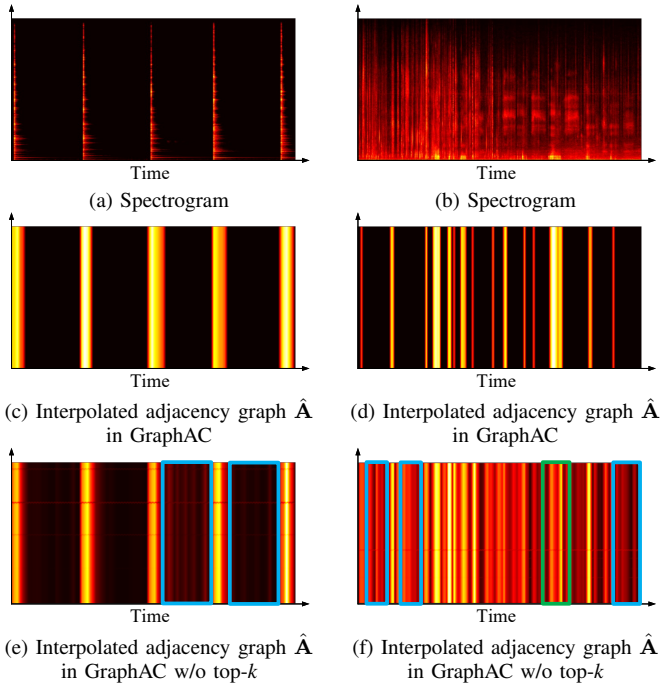 Time
Time
(a) Spectrogram
(b) Spectrogram
Time
Time
(c) Interpolated adjacency graph Â
in GraphAC
(d) Interpolated adjacency graph Â
in GraphAC
Time
Time
(e) Interpolated adjacency graph Â
in GraphAC w/o top-k
(f) Interpolated adjacency graph Â
in GraphAC w/o top-k